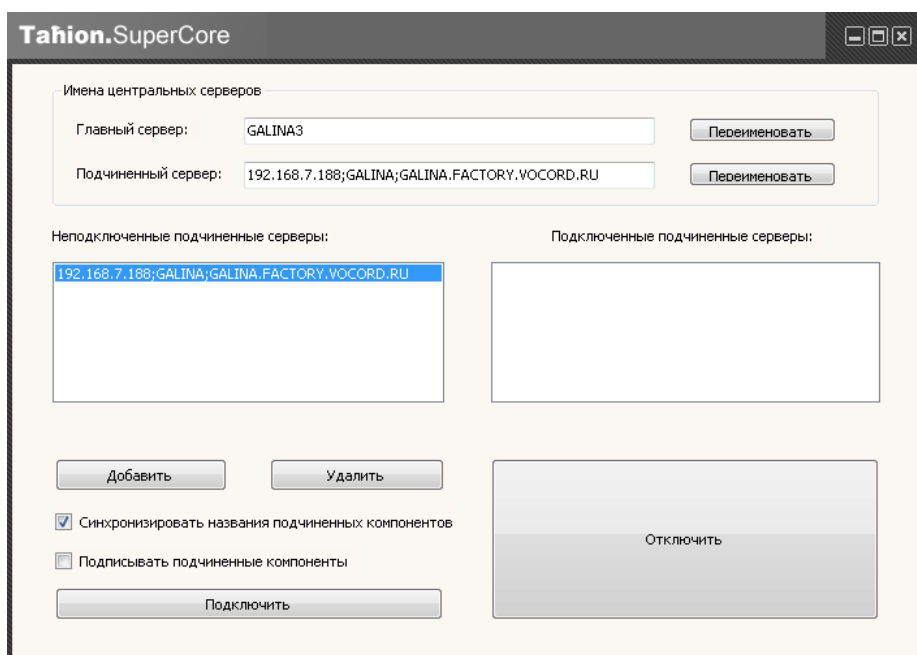 Tahion.SuperCore
Имена центральных серверов
Главный сервер: GALINA3 Переименовать
Подчиненный сервер: 192.168.7.188;GALINA;GALINA.FACTORY.VOCORD.RU Переименовать
Неподключенные подчиненные серверы: Подключенные подчиненные серверы:
192.168.7.188;GALINA;GALINA.FACTORY.VOCORD.RU
Добавить Удалить
Синхронизировать названия подчиненных компонентов
Отключить
Подписывать подчиненные компоненты
Подключить